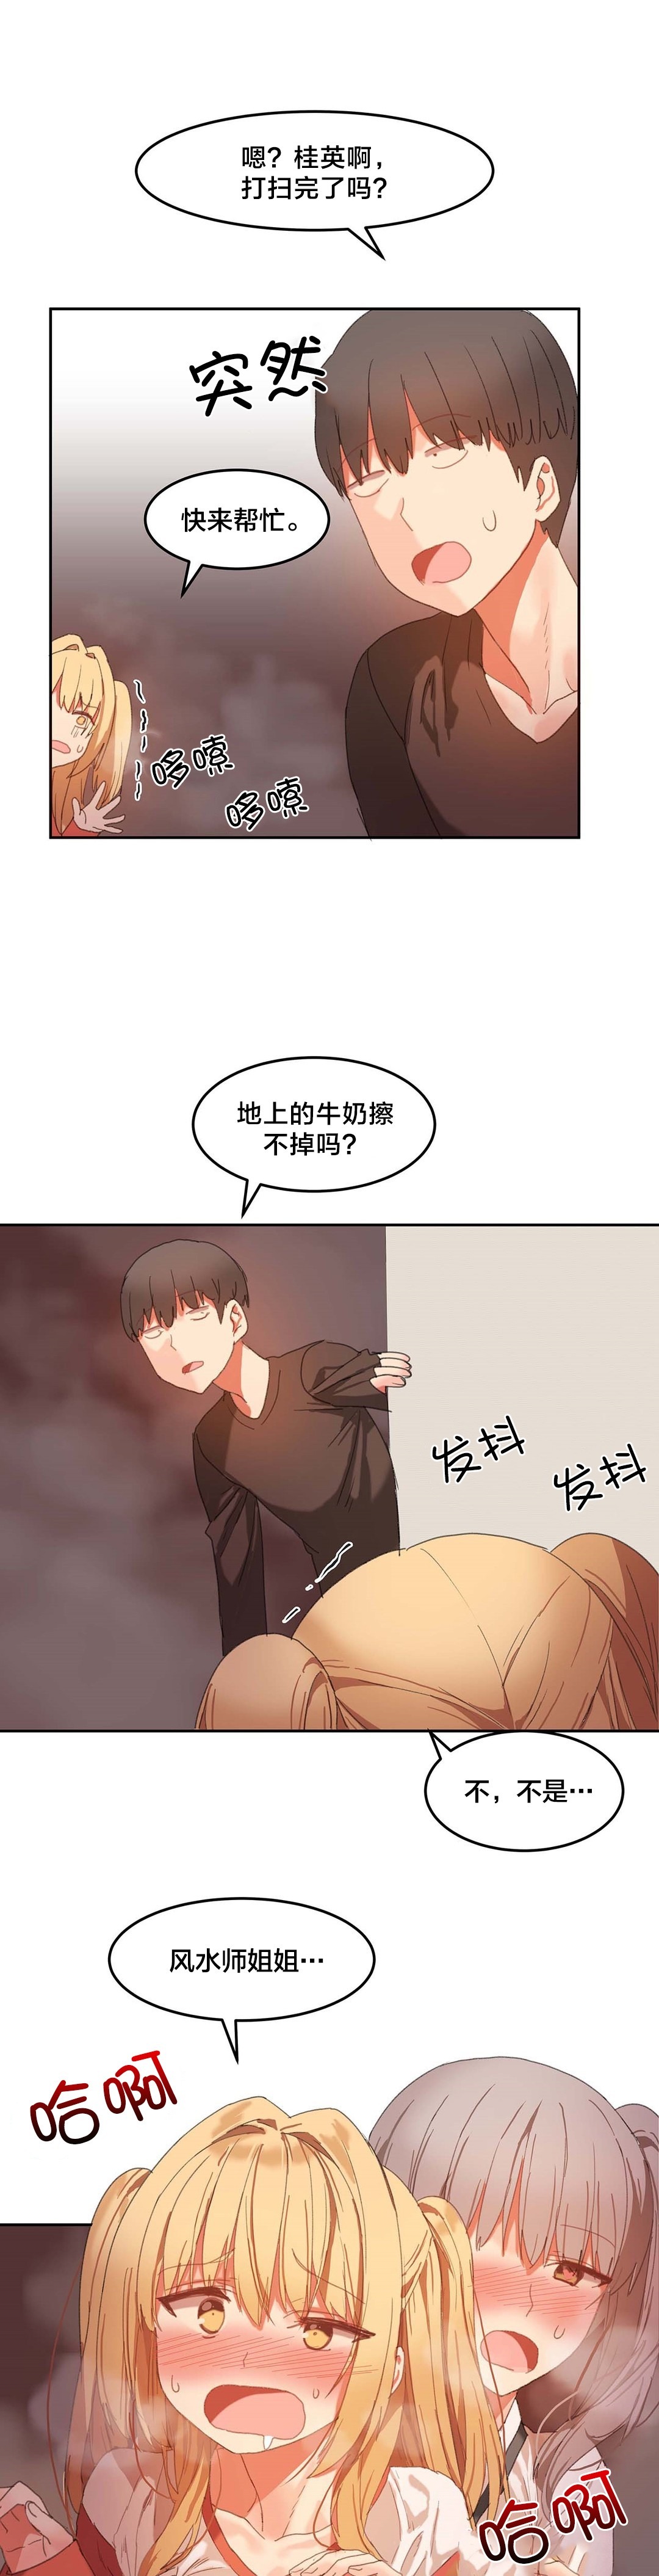 嗯？桂英啊，
打扫完了吗？
突然
快来帮忙。
哆嗦
哆嗦
地上的牛奶擦
不掉吗？
发抖
发抖
不，不是…
风水师姐姐…
哈啊
哈啊